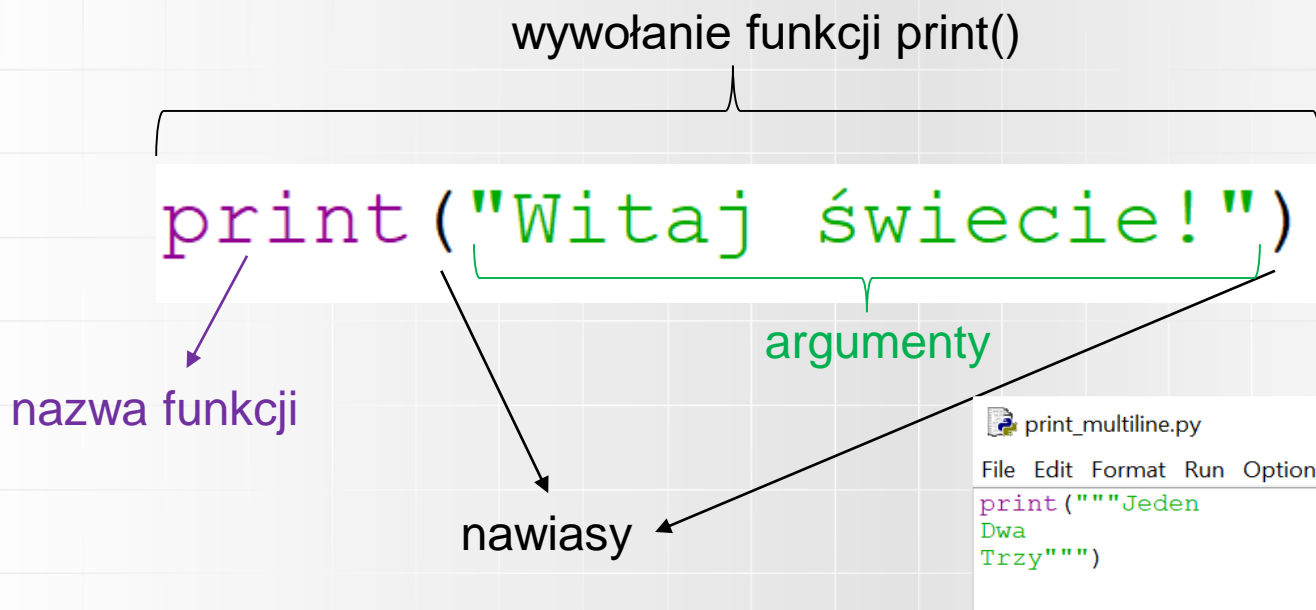 wywołanie funkcji print()
print("Witaj świecie!")
argumenty
nazwa funkcji
nawiasy
print_multiline.py
File Edit Format Run Option
print("""Jeden
Dwa
Trzy""")